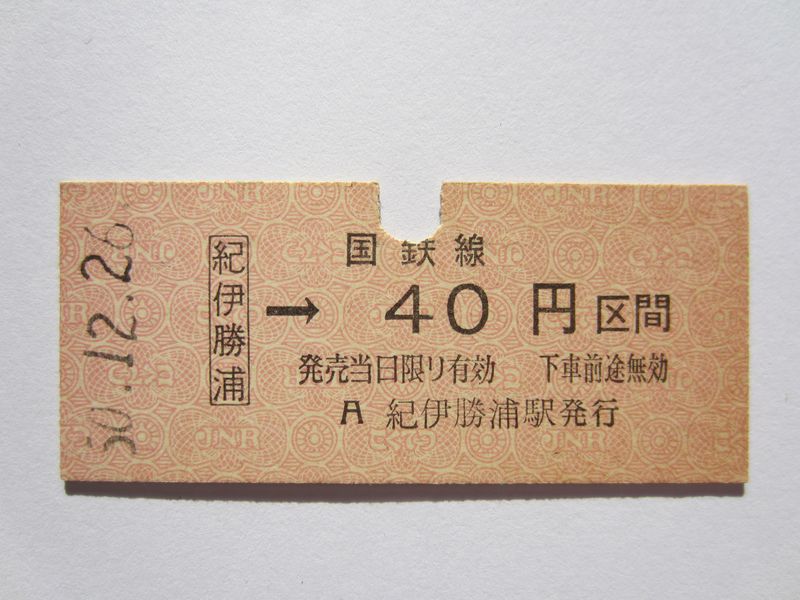 50.12.26
紀伊勝浦
国鉄線
→ 40円区間
発売当日限り有効 下車前途無効
A 紀伊勝浦駅発行
JNR